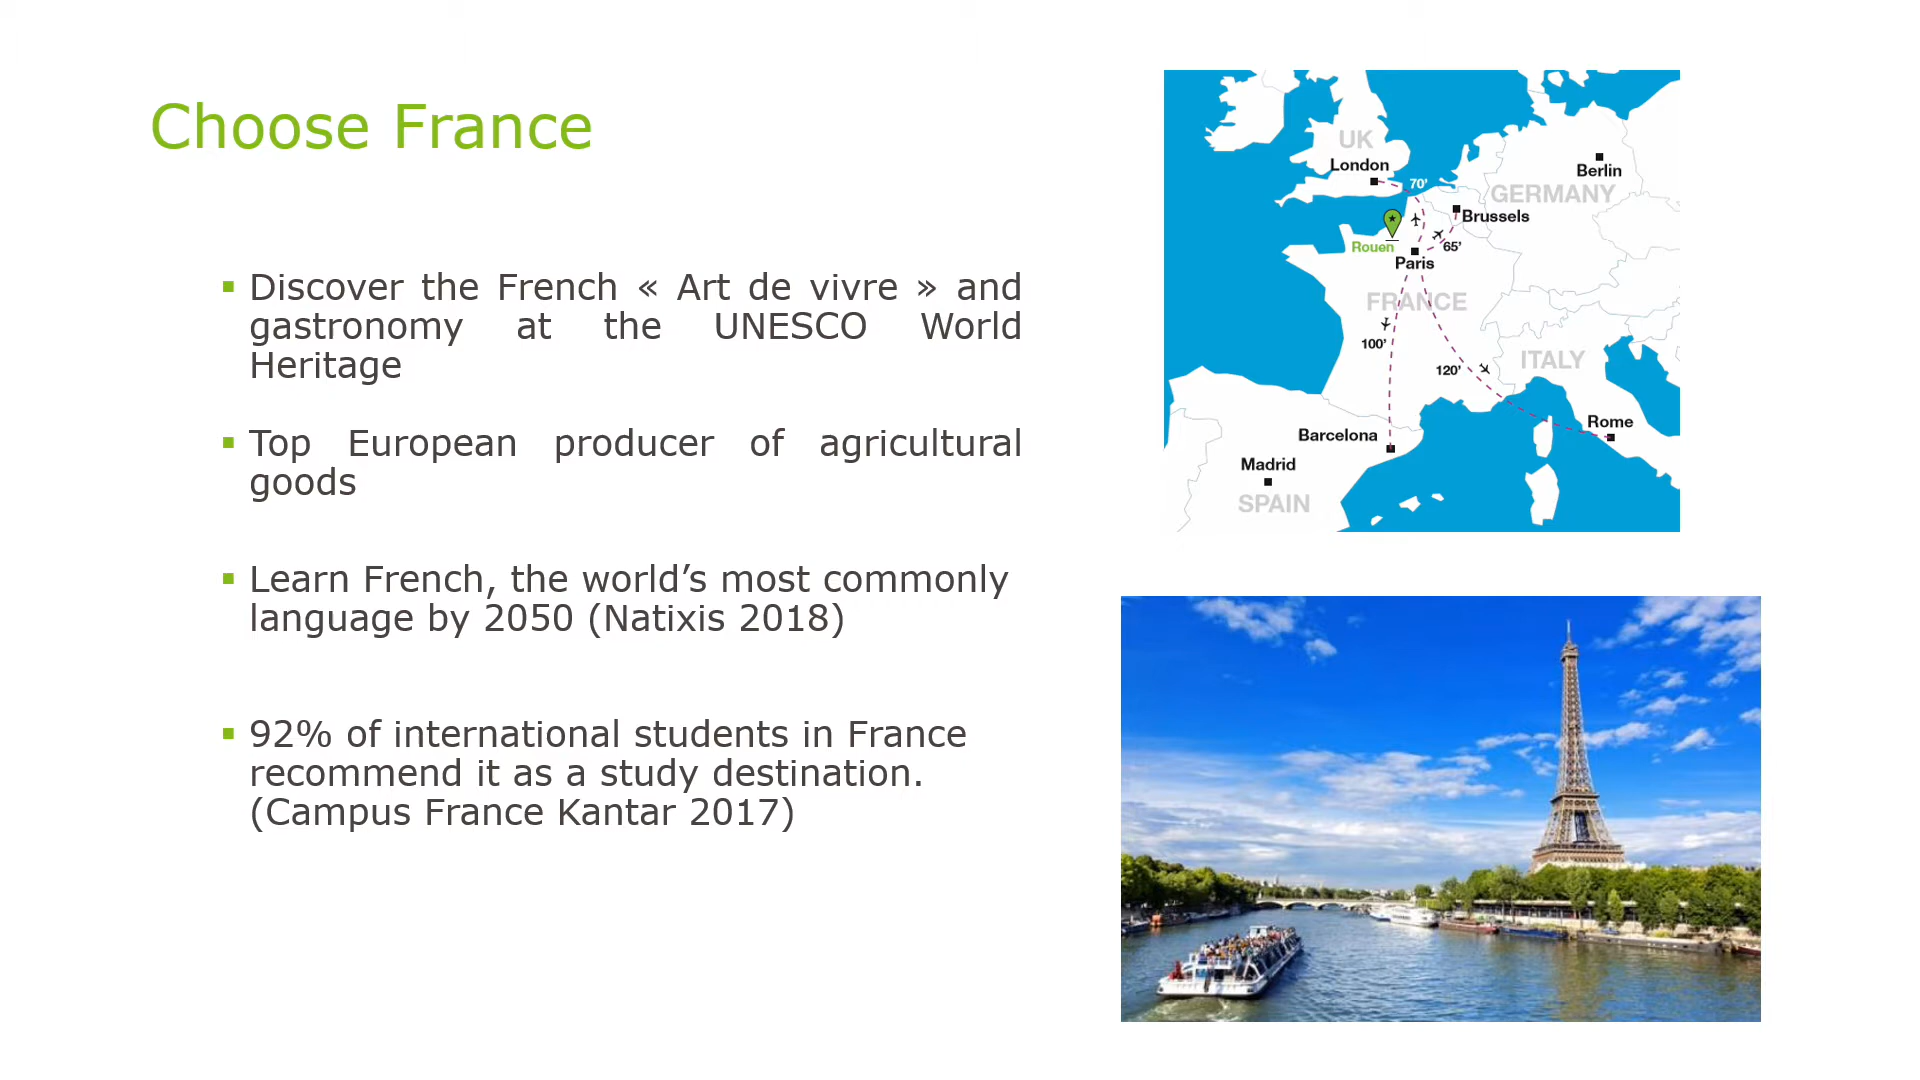 Choose France
Discover the French « Art de vivre » and
gastronomy at the UNESCO World
Heritage
Top European producer of agricultural
goods
Learn French, the world’s most commonly
language by 2050 (Natixis 2018)
92% of international students in France
recommend it as a study destination.
(Campus France Kantar 2017)
UK
London
70’
Berlin
GERMANY
Brussels
Rouen
65’
Paris
FRANCE
100’
ITALY
120’
Rome
Barcelona
Madrid
SPAIN